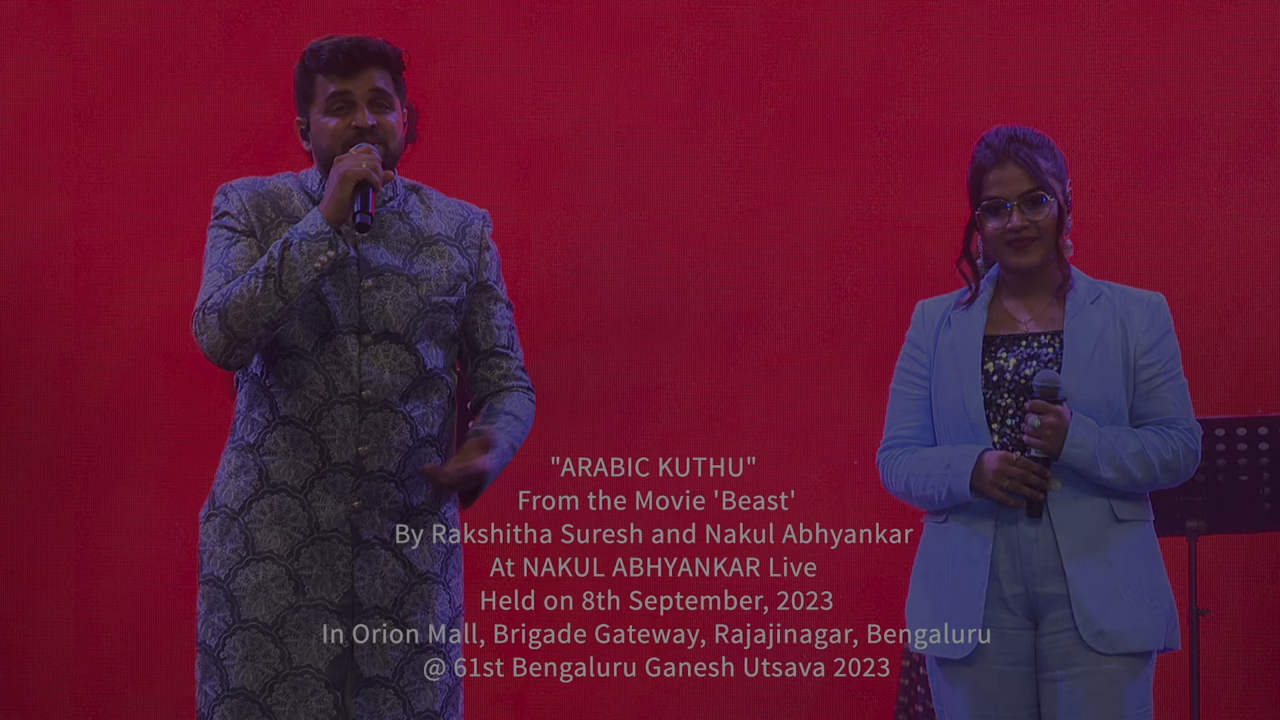 "ARABIC KUTHU"
From the Movie 'Beast'
By Rakshitha Suresh and Nakul Abhyankar
At NAKUL ABHYANKAR Live
Held on 8th September, 2023
In Orion Mall, Brigade Gateway, Rajajinagar, Bengaluru
@ 61st Bengaluru Ganesh Utsava 2023